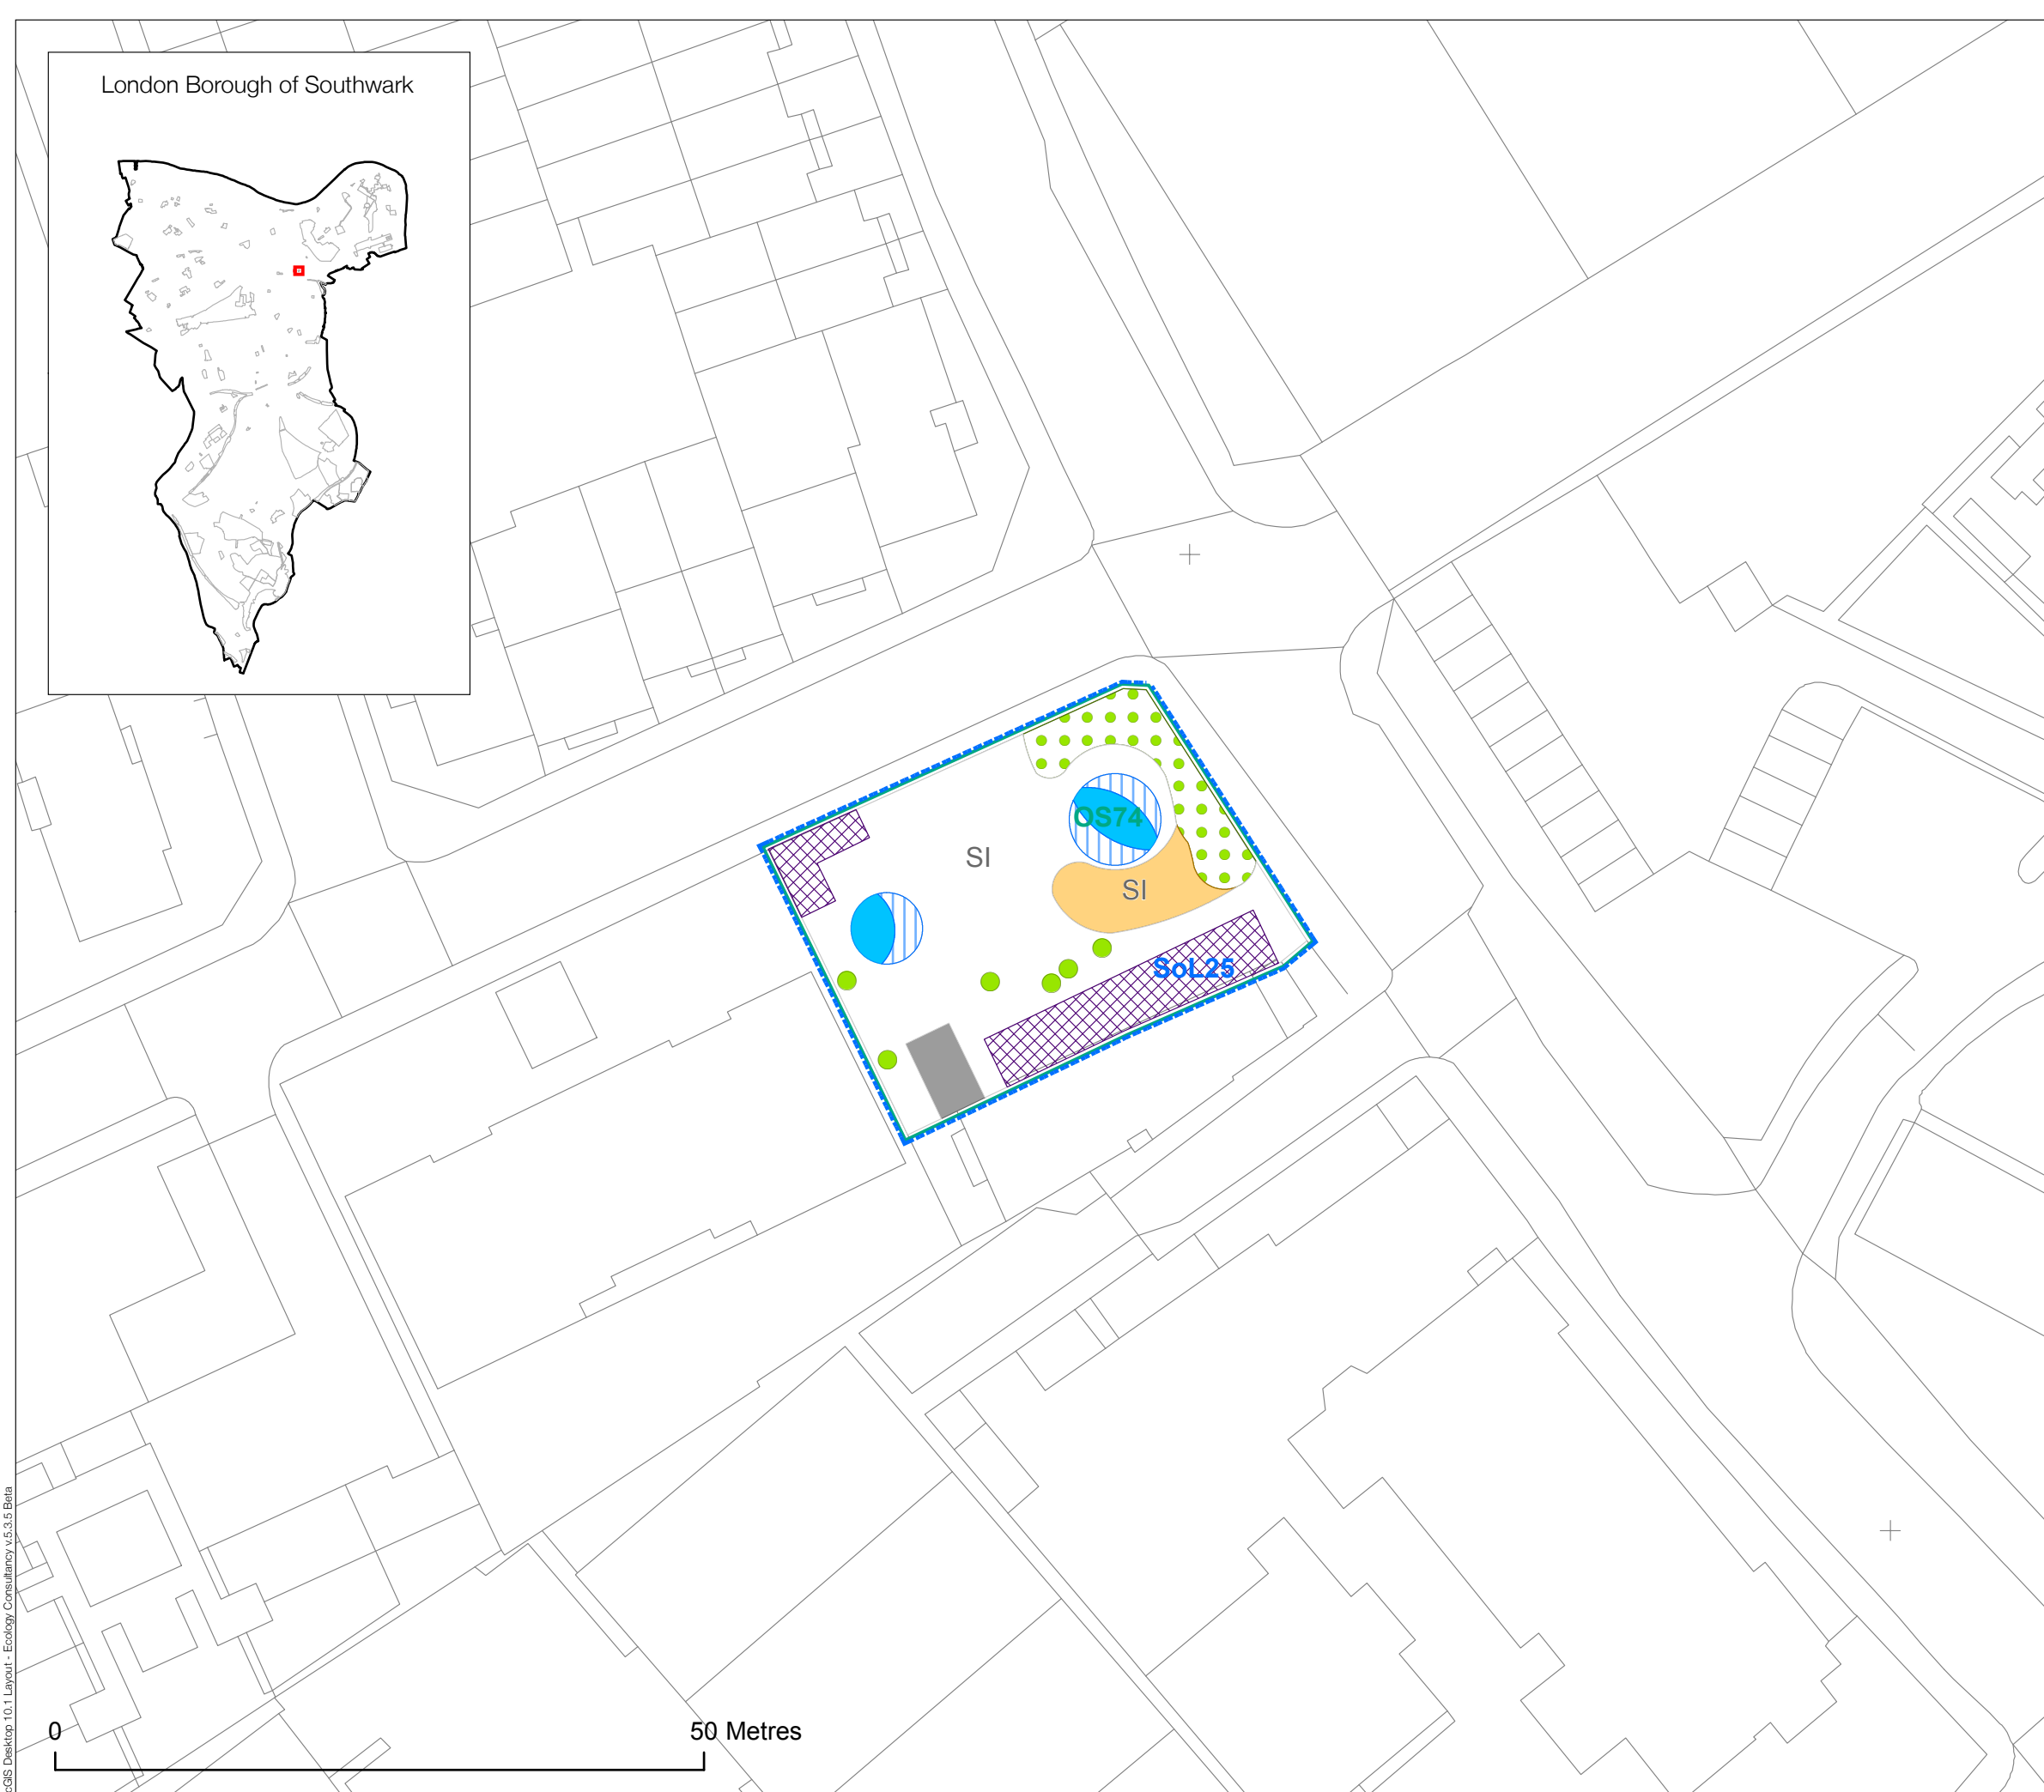 London Borough of Southwark
OS74
SI
SI
SoL25
0 50 Metres
cGIS Desktop 10.1 Layout - Ecology Consultancy v.5.3.5 Beta